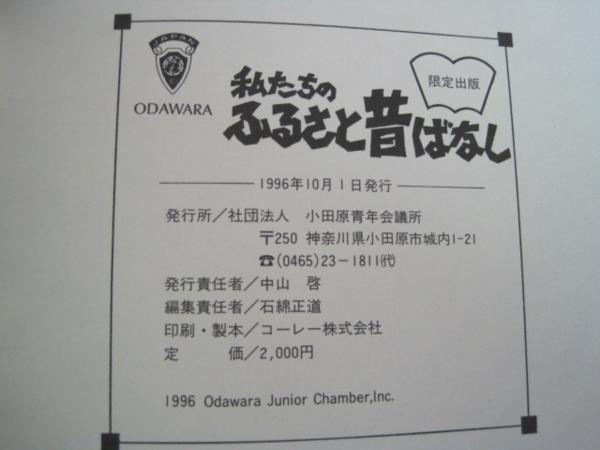 JAPAN
ODAWARA
私たちの
ふるさと昔ばなし
限定出版
1996年10月1日発行
発行所／社団法人　小田原青年会議所
〒250 神奈川県小田原市城内1-21
☎(0465)23－1811㈹
発行責任者／中山　啓
編集責任者／石綿正道
印刷・製本／コーレー株式会社
定　　価／2,000円
1996 Odawara Junior Chamber,Inc.